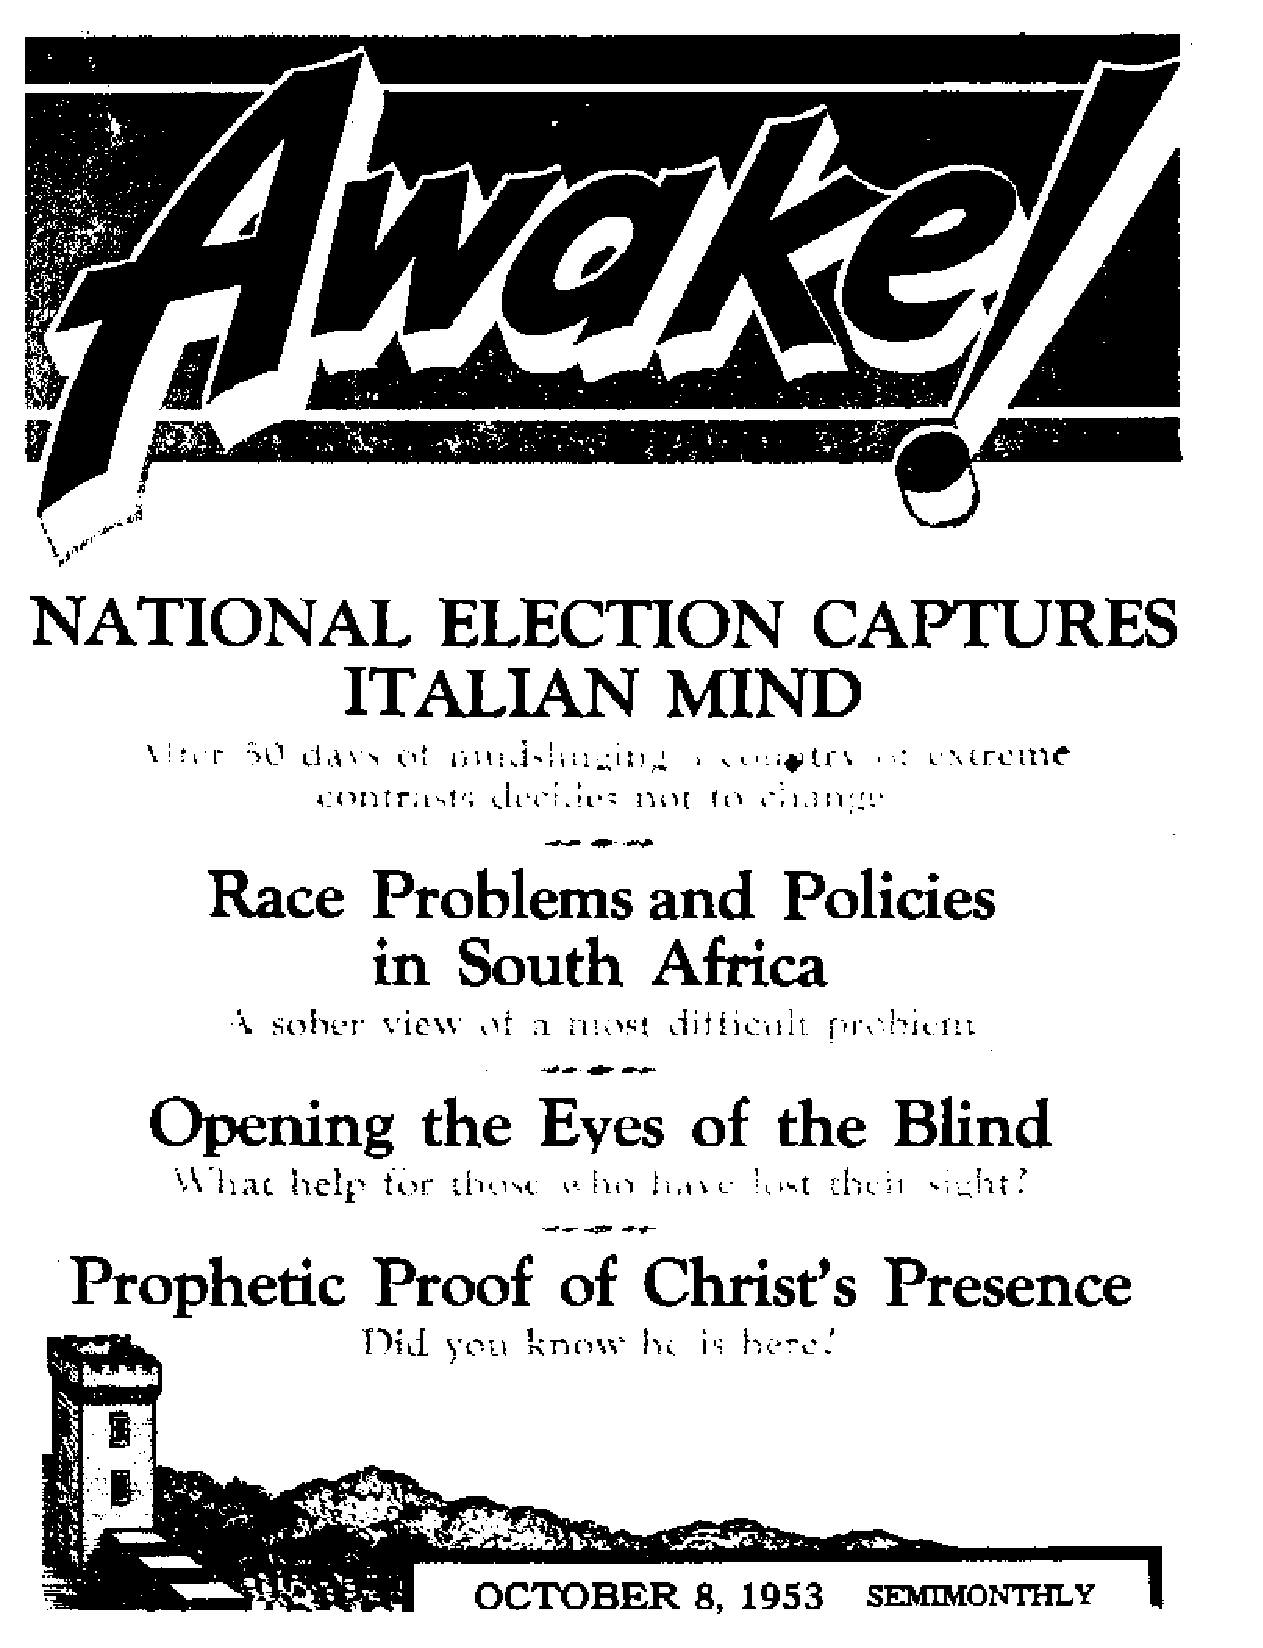 Awake!
NATIONAL ELECTION CAPTURES
ITALIAN MIND
After 50 days of mudslinging a country of extreme
contrasts decides not to change
Race Problems and Policies
in South Africa
A sober view of a most difficult problem
Opening the Eyes of the Blind
What help for those who have lost their sight?
Prophetic Proof of Christ's Presence
Did you know he is here?
OCTOBER 8, 1953 SEMIMONTHLY